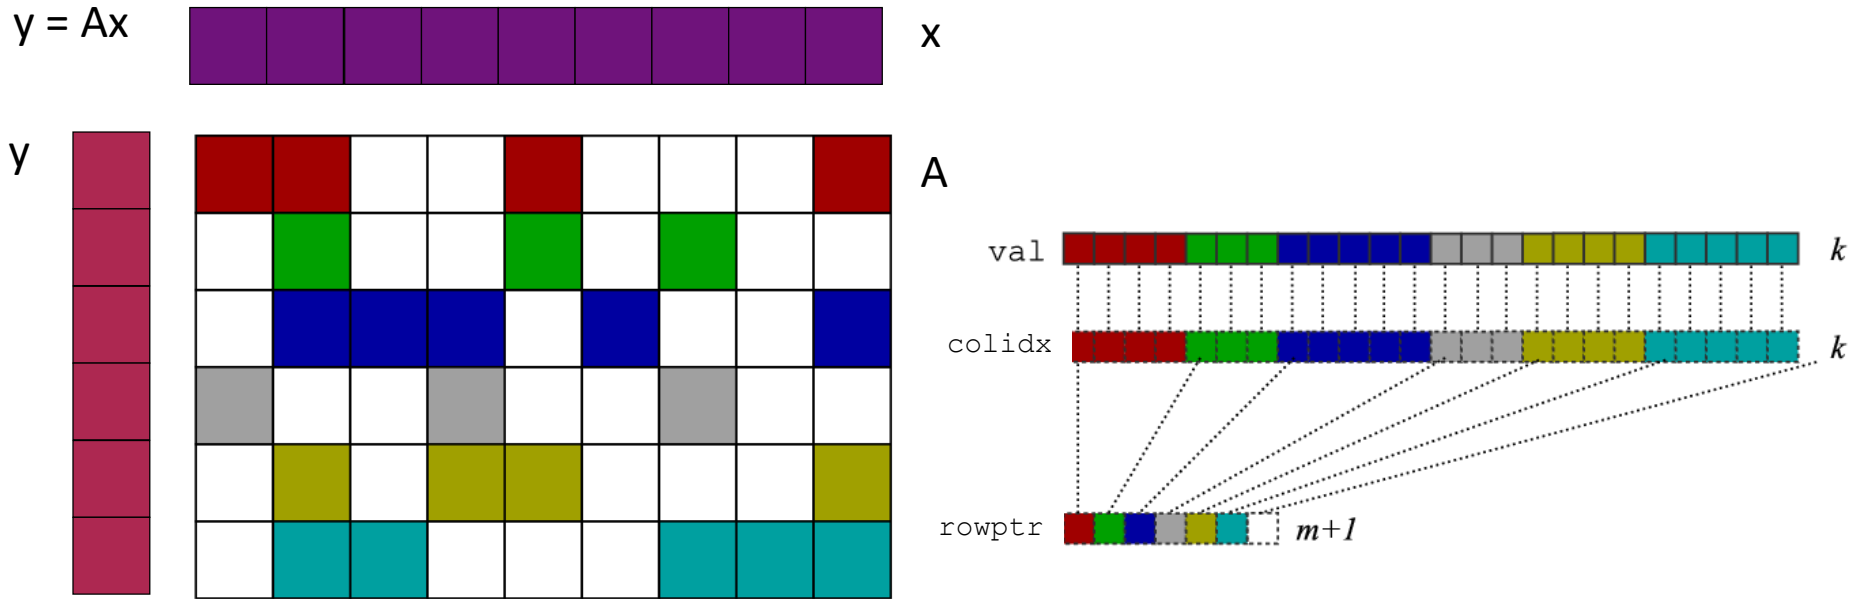 y = Ax
x
y
A
val
k
colidx
k
rowptr
m+1